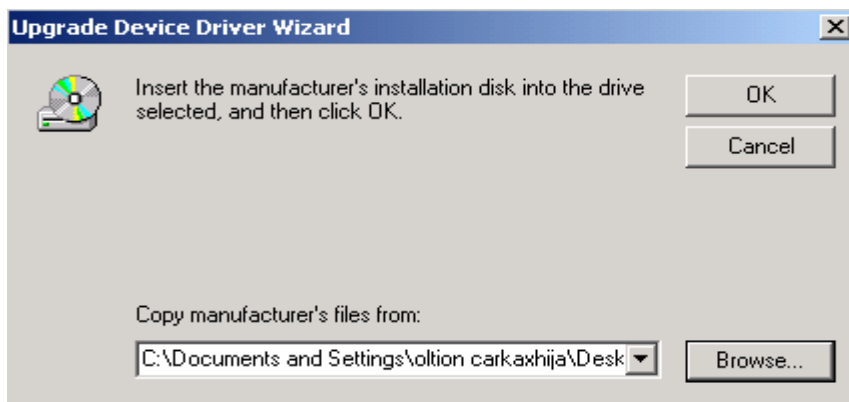 Upgrade Device Driver Wizard
Insert the manufacturer's installation disk into the drive
selected, and then click OK.
OK
Cancel
Copy manufacturer's files from:
C:\Documents and Settings\oltion carkaxhija\Desk
Browse...